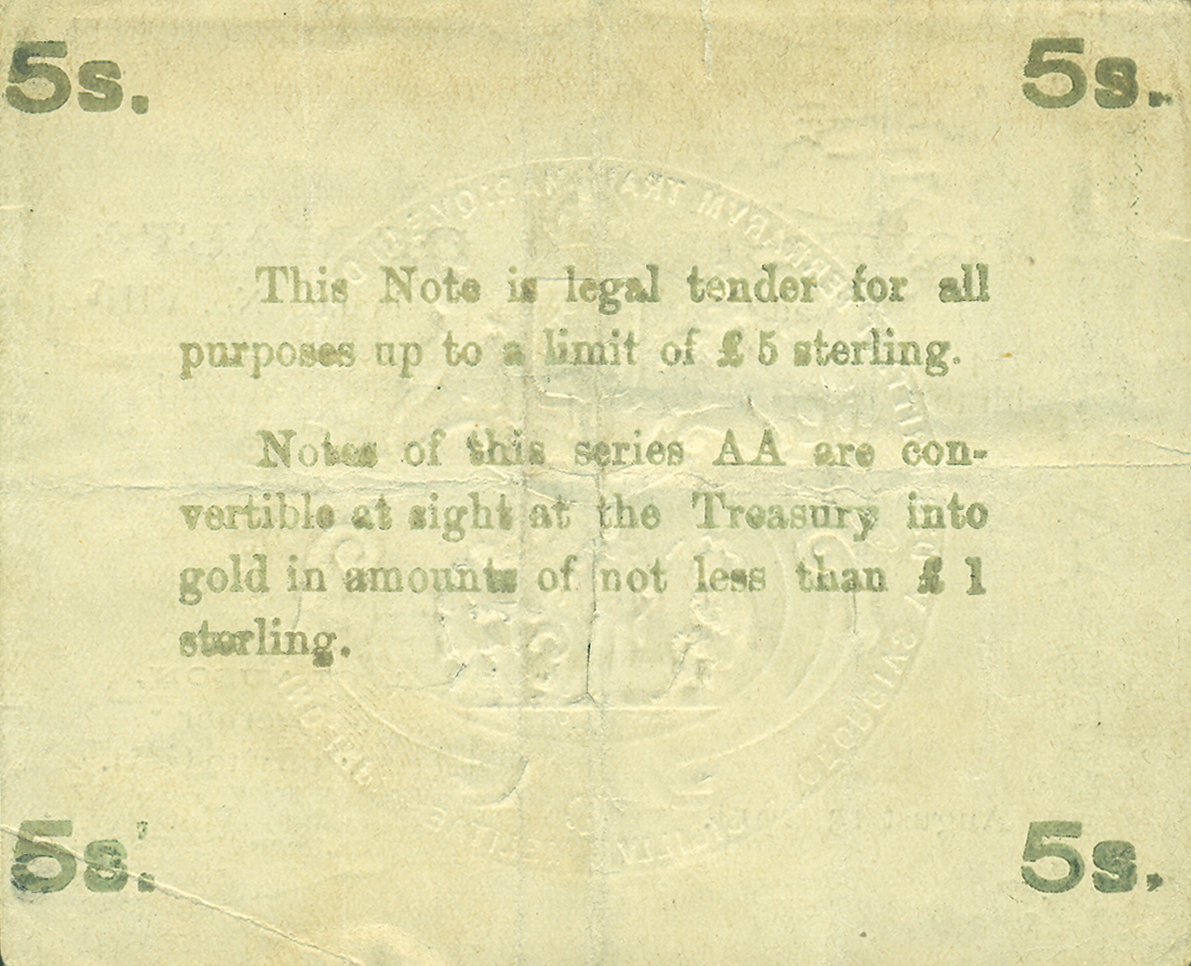 5s. 5s.
This Note is legal tender for all
purposes up to a limit of £ 5 sterling.
Notes of this series AA are con-
vertible at sight at the Treasury into
gold in amounts of not less than £ 1
sterling.
5s. 5s.